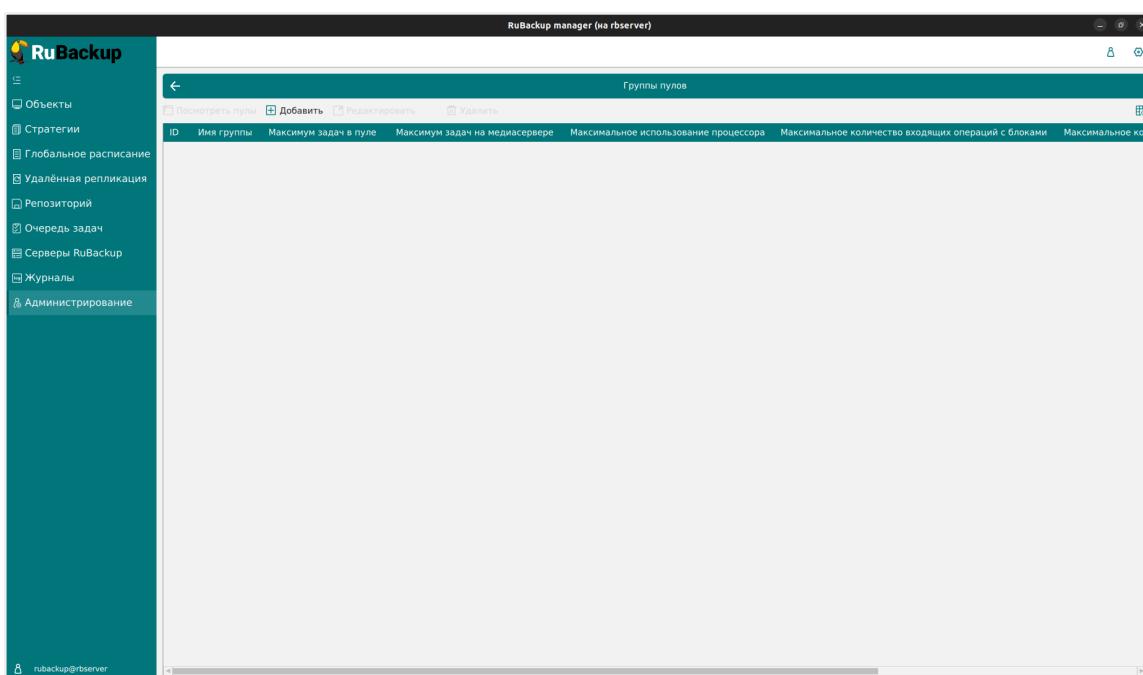 RuBackup manager (на rbserver)
RuBackup
Группы пулов
Объекты
Посмотреть пулы Добавить Редактировать Удалить
Стратегии
ID Имя группы Максимум задач в пуле Максимум задач на медиасервере Максимальное использование процессора Максимальное количество входящих операций с блоками Максимальное ко
Глобальное расписание
Удалённая репликация
Репозиторий
Очередь задач
Серверы RuBackup
Журналы
Администрирование
rubackup@rbserver